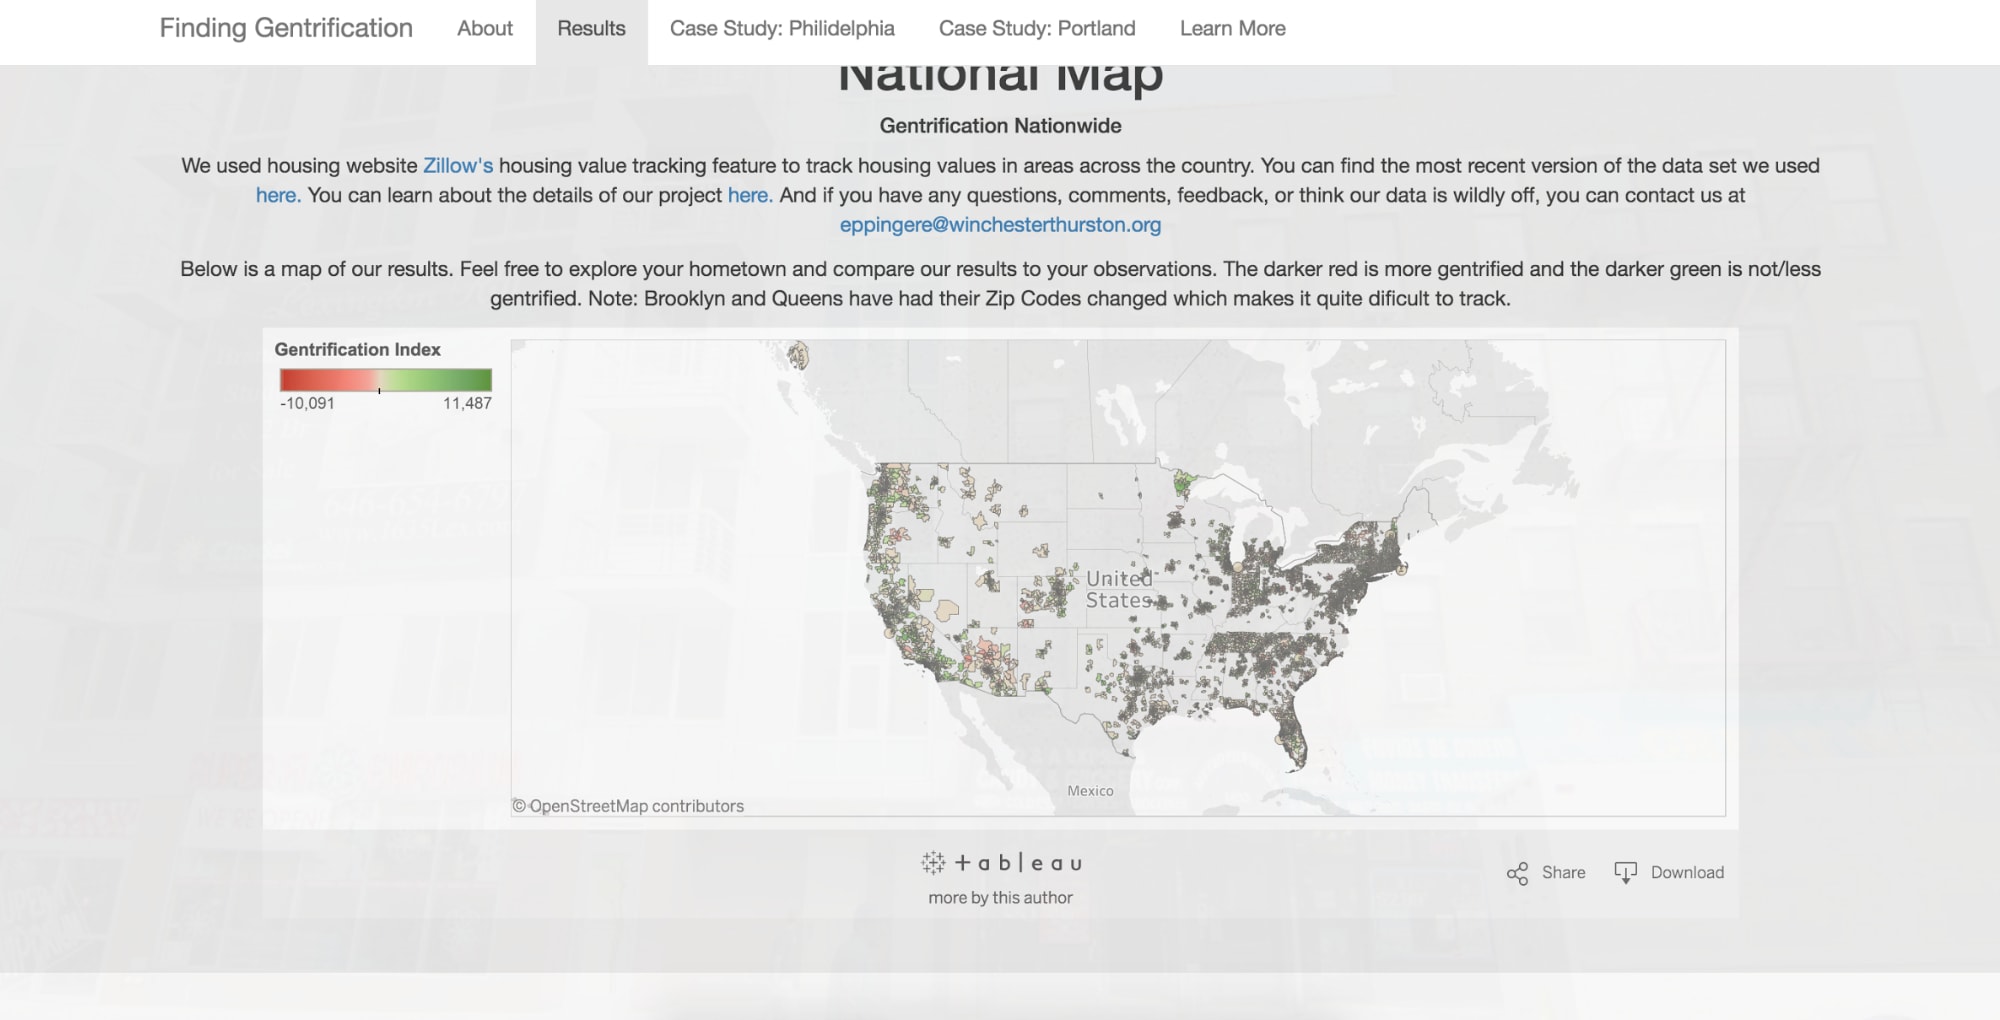 Finding Gentrification About Results Case Study: Philidelphia Case Study: Portland Learn More
National Map
Gentrification Nationwide
We used housing website Zillow's housing value tracking feature to track housing values in areas across the country. You can find the most recent version of the data set we used
here. You can learn about the details of our project here. And if you have any questions, comments, feedback, or think our data is wildly off, you can contact us at
eppingere@winchesterthurston.org
Below is a map of our results. Feel free to explore your hometown and compare our results to your observations. The darker red is more gentrified and the darker green is not/less
gentrified. Note: Brooklyn and Queens have had their Zip Codes changed which makes it quite dificult to track.
Gentrification Index
-10,091 11,487
United
States
Mexico
© OpenStreetMap contributors
+ableau
more by this author
Share Download